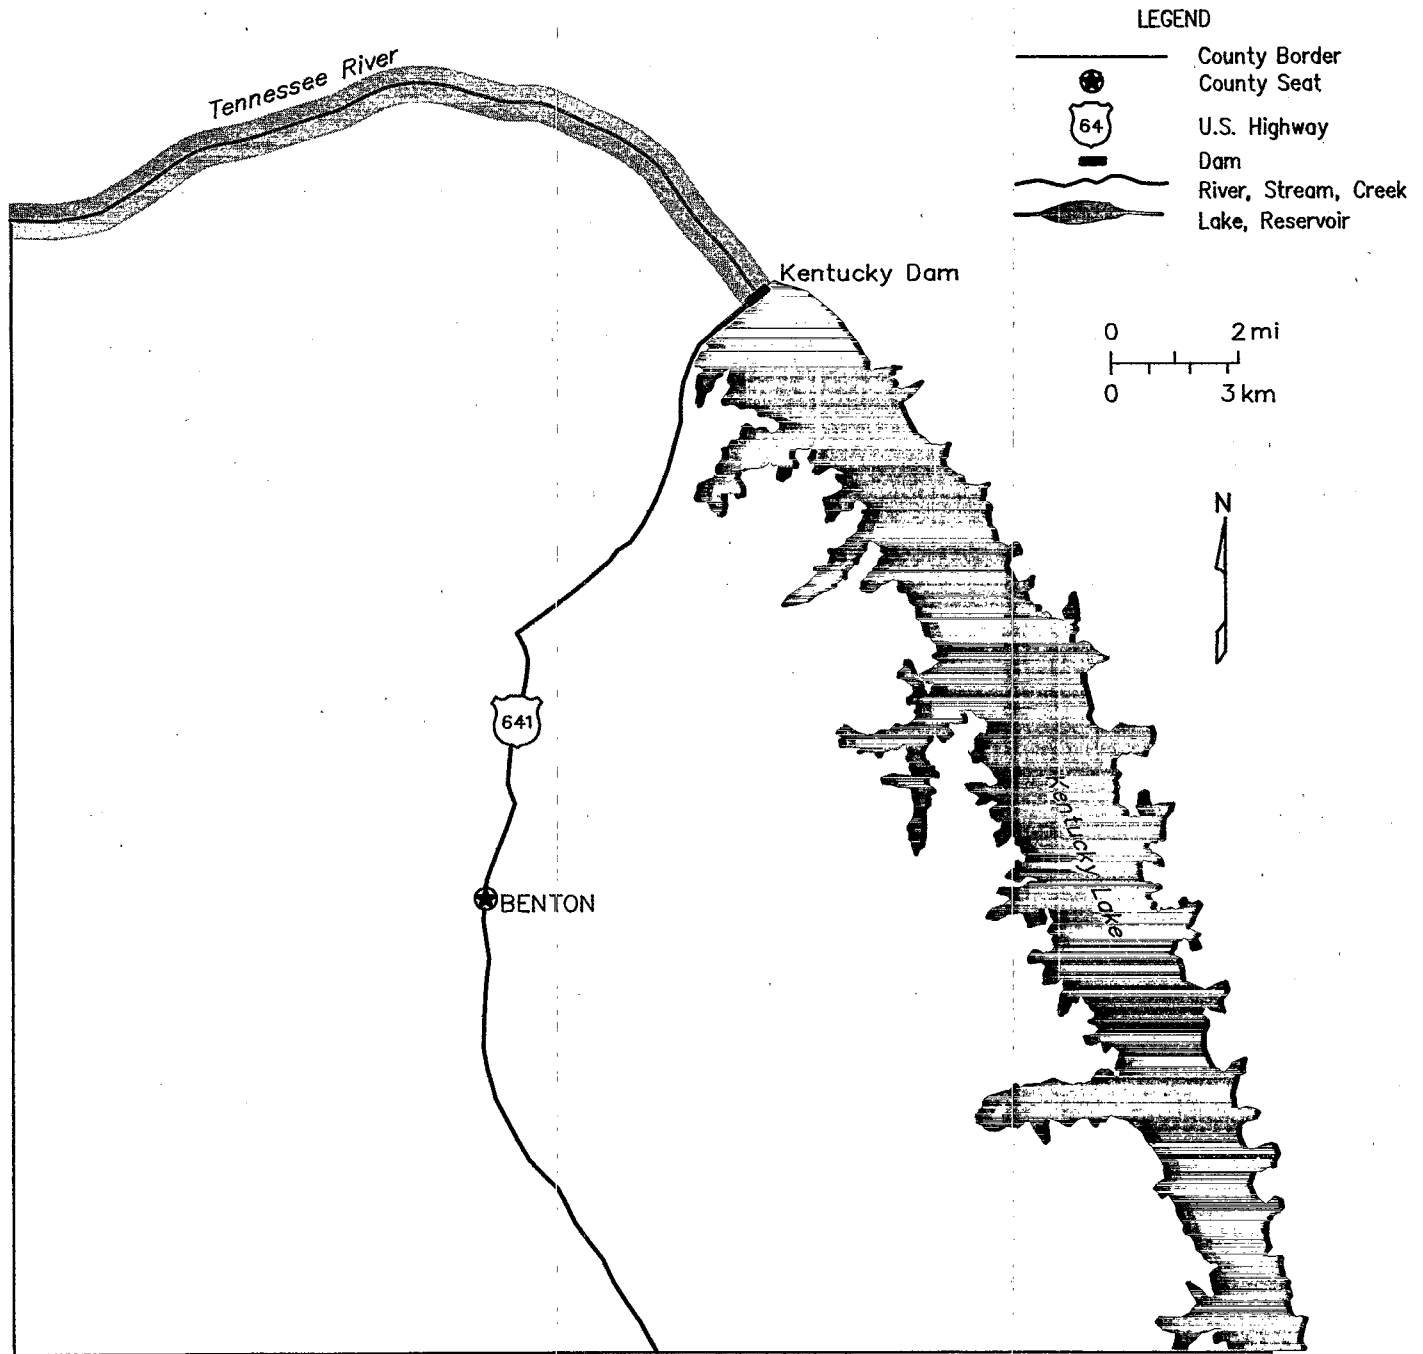 LEGEND
County Border
County Seat
64
U.S. Highway
Dam
River, Stream, Creek
Lake, Reservoir
Tennessee River
Kentucky Dam
0 2 mi
0 3 km
N
641
Kentucky Lake
BENTON